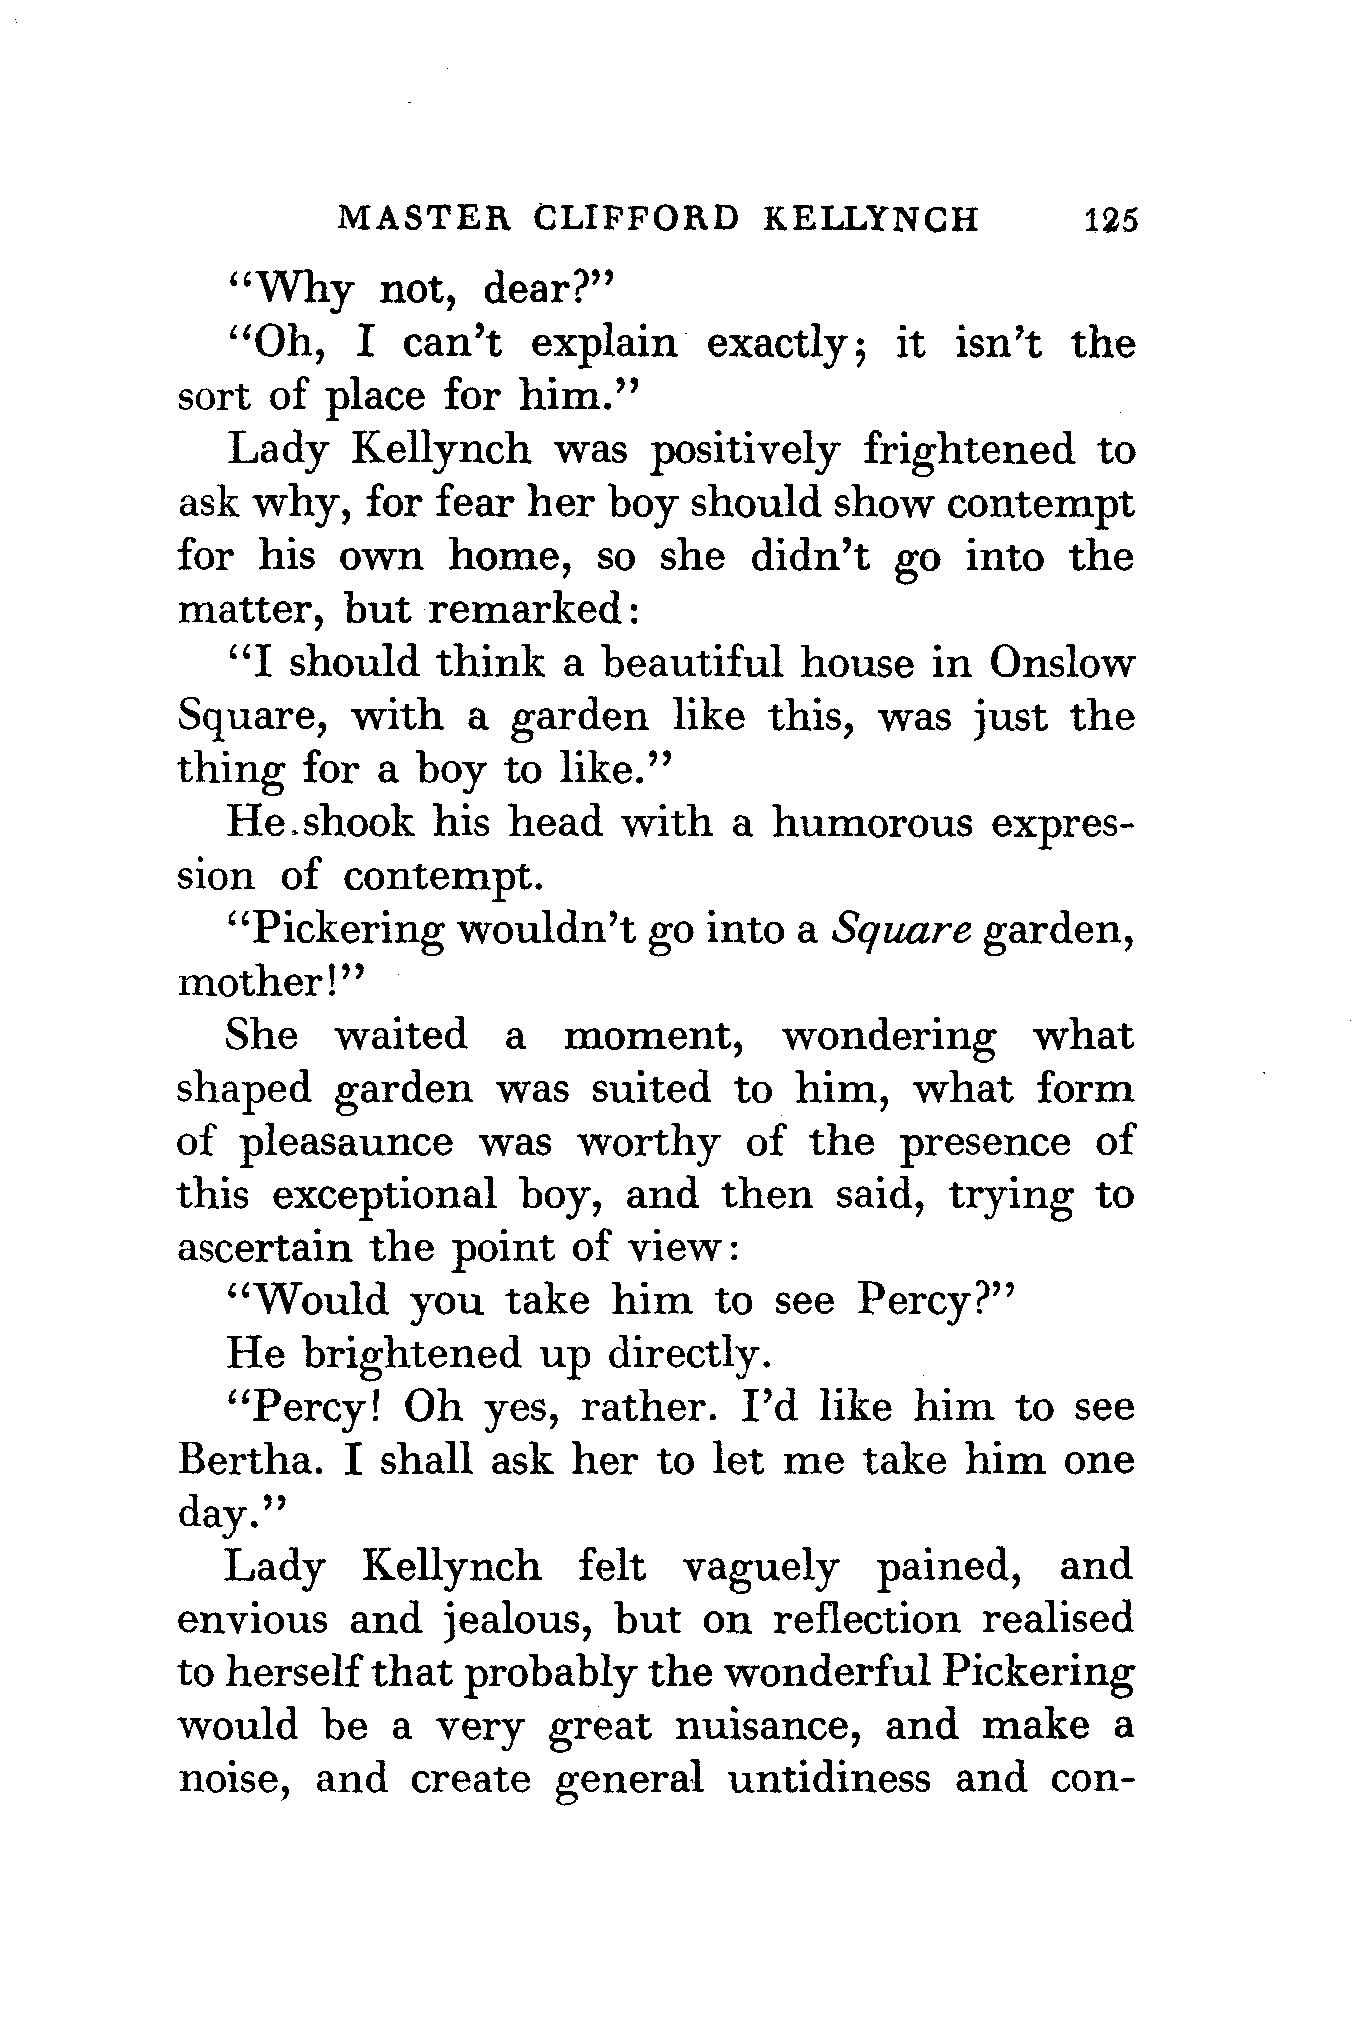 MASTER CLIFFORD KELLYNCH 125
“Why not, dear?”
“Oh, I can’t explain exactly; it isn’t the
sort of place for him.”
Lady Kellynch was positively frightened to
ask why, for fear her boy should show contempt
for his own home, so she didn’t go into the
matter, but remarked:
“I should think a beautiful house in Onslow
Square, with a garden like this, was just the
thing for a boy to like.”
He shook his head with a humorous expres-
sion of contempt.
“Pickering wouldn’t go into a Square garden,
mother!”
She waited a moment, wondering what
shaped garden was suited to him, what form
of pleasaunce was worthy of the presence of
this exceptional boy, and then said, trying to
ascertain the point of view:
“Would you take him to see Percy?”
He brightened up directly.
“Percy! Oh yes, rather. I’d like him to see
Bertha. I shall ask her to let me take him one
day.”
Lady Kellynch felt vaguely pained, and
envious and jealous, but on reflection realised
to herself that probably the wonderful Pickering
would be a very great nuisance, and make a
noise, and create general untidiness and con-